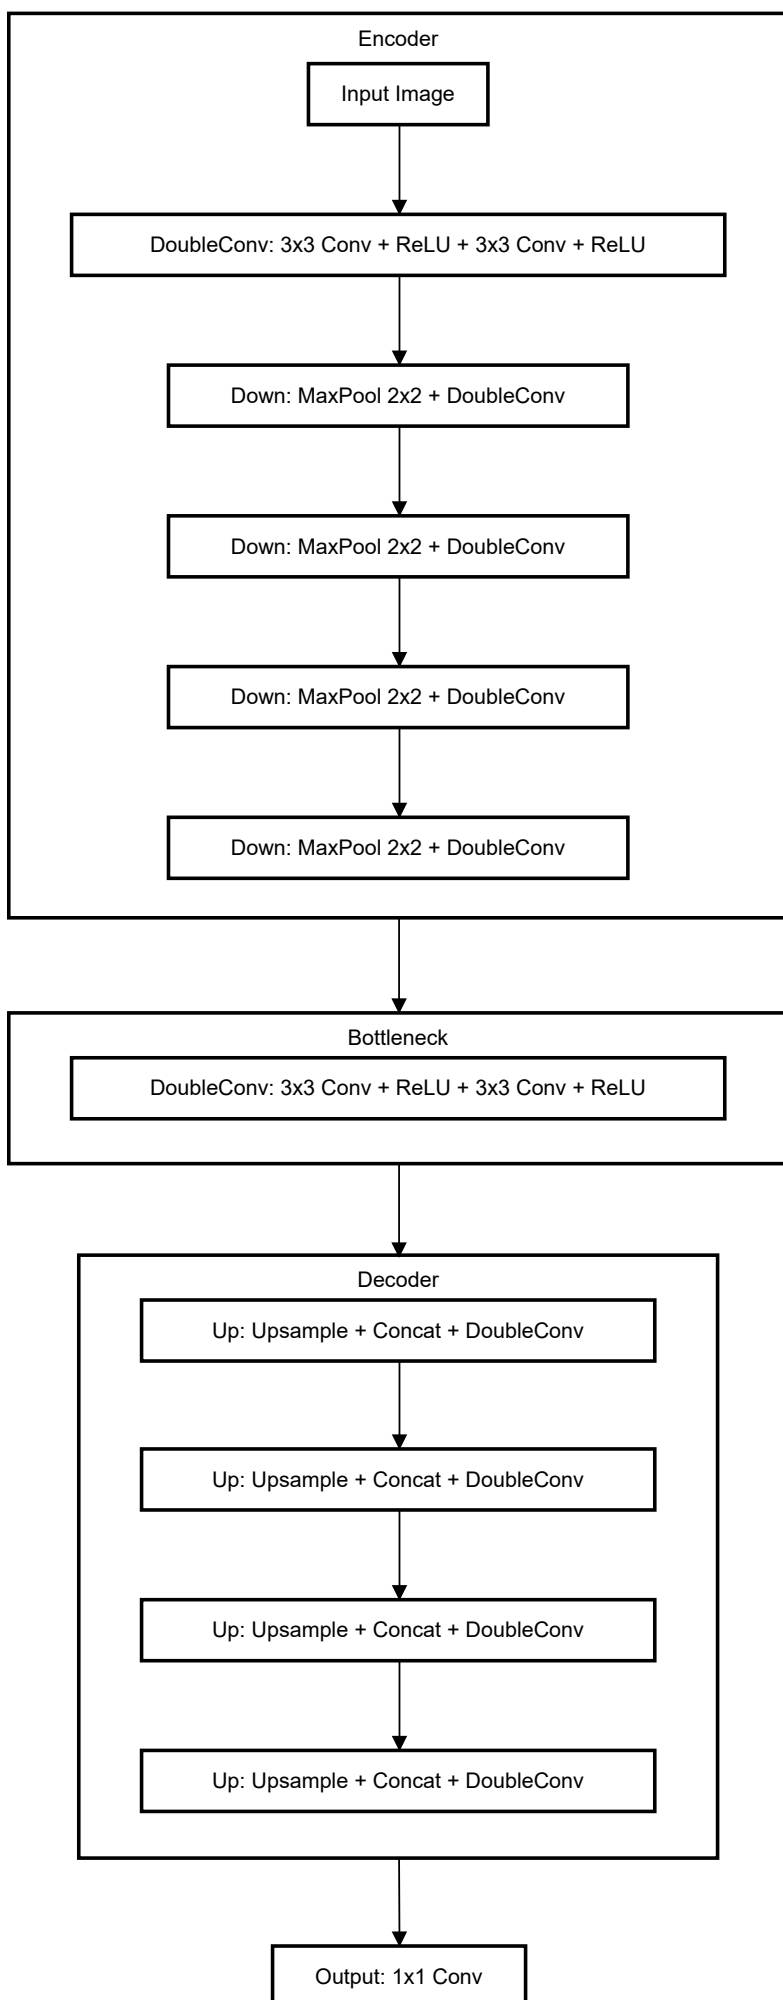 Encoder
Input Image
DoubleConv: 3x3 Conv + ReLU + 3x3 Conv + ReLU
Down: MaxPool 2x2 + DoubleConv
Down: MaxPool 2x2 + DoubleConv
Down: MaxPool 2x2 + DoubleConv
Down: MaxPool 2x2 + DoubleConv
Bottleneck
DoubleConv: 3x3 Conv + ReLU + 3x3 Conv + ReLU
Decoder
Up: Upsample + Concat + DoubleConv
Up: Upsample + Concat + DoubleConv
Up: Upsample + Concat + DoubleConv
Up: Upsample + Concat + DoubleConv
Output: 1x1 Conv